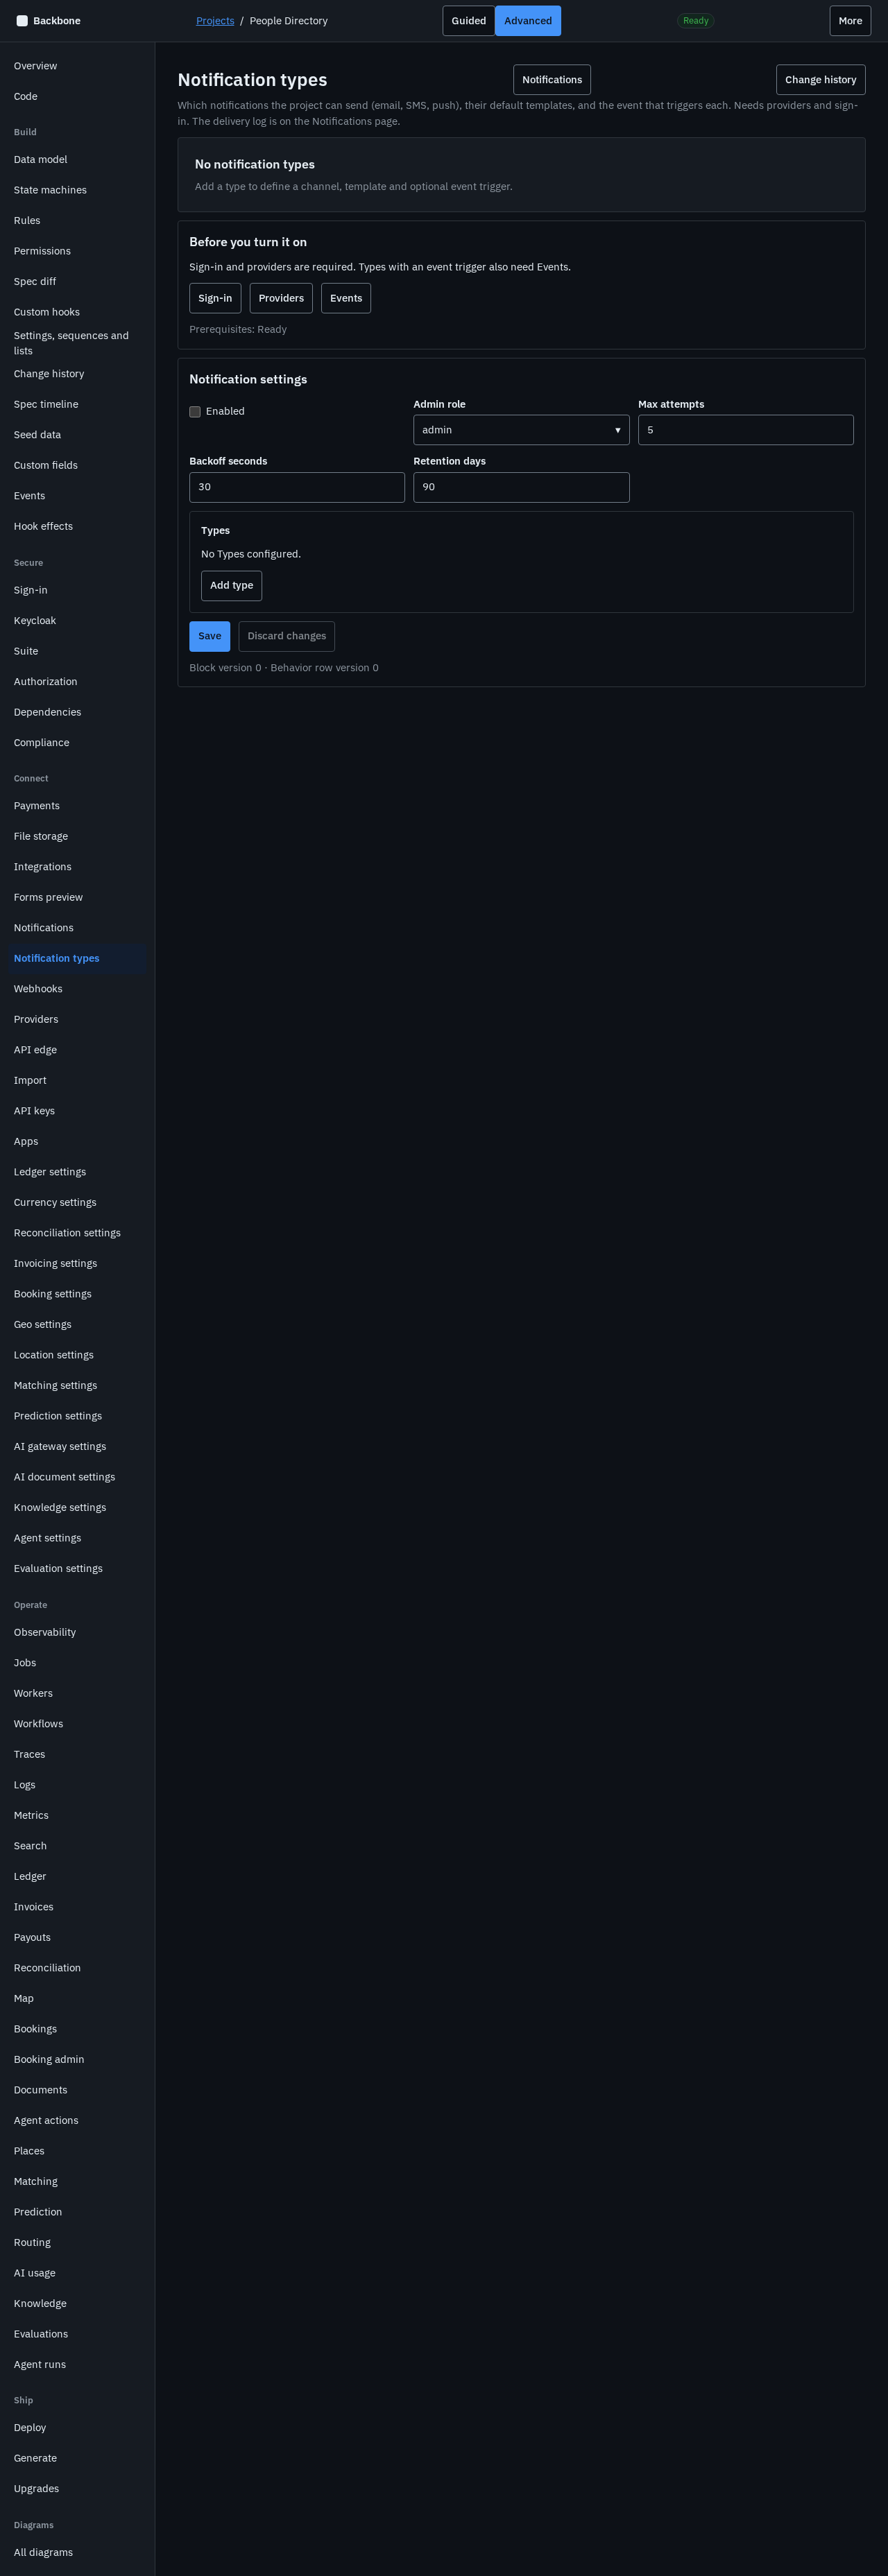 Backbone
Projects / People Directory
Guided
Advanced
Ready
More
Overview
Code
Build
Data model
State machines
Rules
Permissions
Spec diff
Custom hooks
Settings, sequences and
lists
Change history
Spec timeline
Seed data
Custom fields
Events
Hook effects
Secure
Sign-in
Keycloak
Suite
Authorization
Dependencies
Compliance
Connect
Payments
File storage
Integrations
Forms preview
Notifications
Notification types
Webhooks
Providers
API edge
Import
API keys
Apps
Ledger settings
Currency settings
Reconciliation settings
Invoicing settings
Booking settings
Geo settings
Location settings
Matching settings
Prediction settings
AI gateway settings
AI document settings
Knowledge settings
Agent settings
Evaluation settings
Operate
Observability
Jobs
Workers
Workflows
Traces
Logs
Metrics
Search
Ledger
Invoices
Payouts
Reconciliation
Map
Bookings
Booking admin
Documents
Agent actions
Places
Matching
Prediction
Routing
AI usage
Knowledge
Evaluations
Agent runs
Ship
Deploy
Generate
Upgrades
Diagrams
All diagrams
Notification types
Notifications
Change history
Which notifications the project can send (email, SMS, push), their default templates, and the event that triggers each. Needs providers and sign-
in. The delivery log is on the Notifications page.
No notification types
Add a type to define a channel, template and optional event trigger.
Before you turn it on
Sign-in and providers are required. Types with an event trigger also need Events.
Sign-in
Providers
Events
Prerequisites: Ready
Notification settings
Enabled
Admin role
admin
Max attempts
5
Backoff seconds
30
Retention days
90
Types
No Types configured.
Add type
Save
Discard changes
Block version 0 · Behavior row version 0